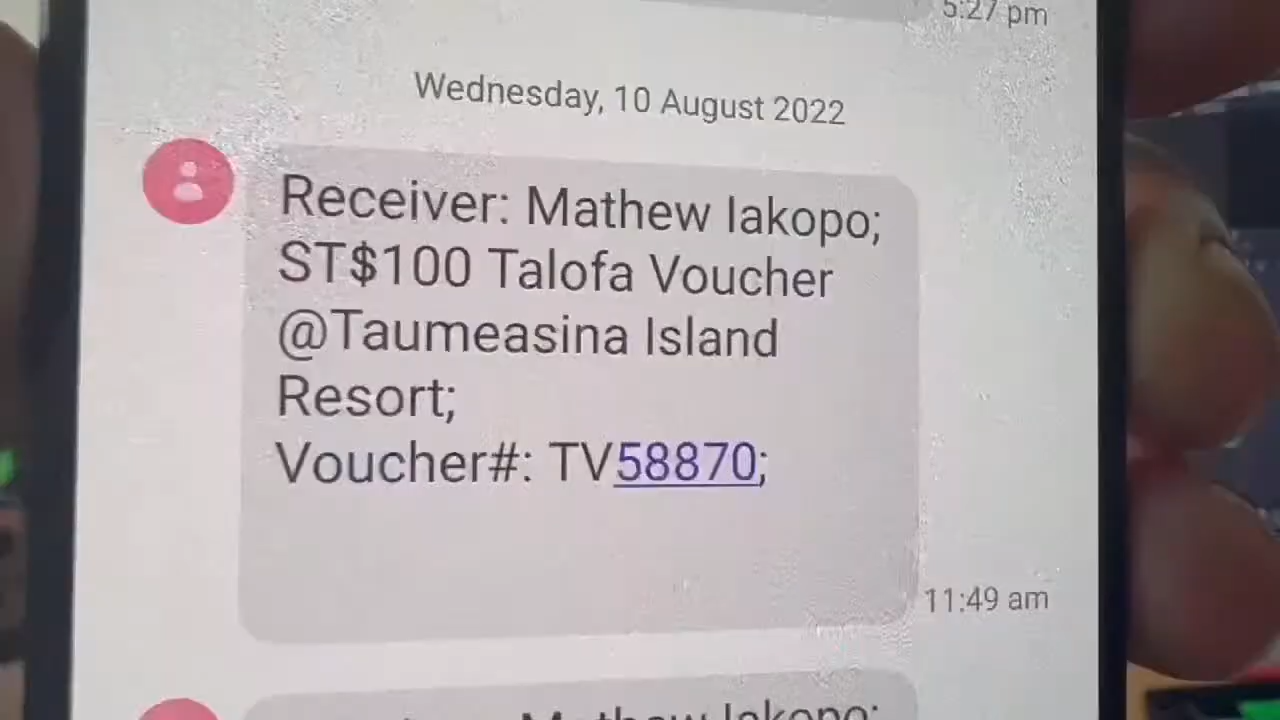 5:27 pm
Wednesday, 10 August 2022
Receiver: Mathew Iakopo;
ST$100 Talofa Voucher
@Taumeasina Island
Resort;
Voucher#: TV58870;
11:49 am
Mathew Iakopo;